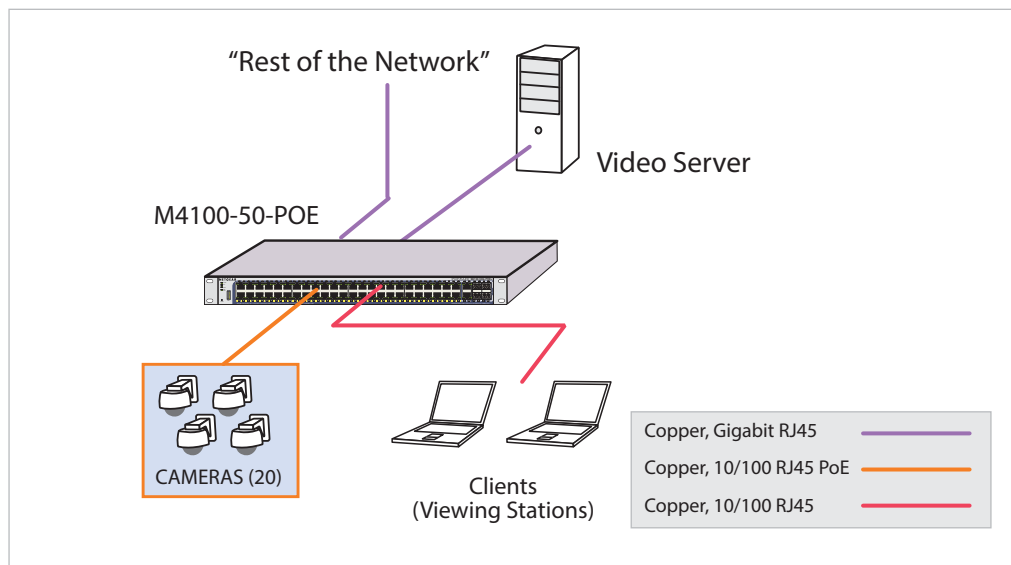 “Rest of the Network”
Video Server
M4100-50-POE
NETGEAR
CAMERAS (20)
Clients
(Viewing Stations)
Copper, Gigabit RJ45
Copper, 10/100 RJ45 PoE
Copper, 10/100 RJ45